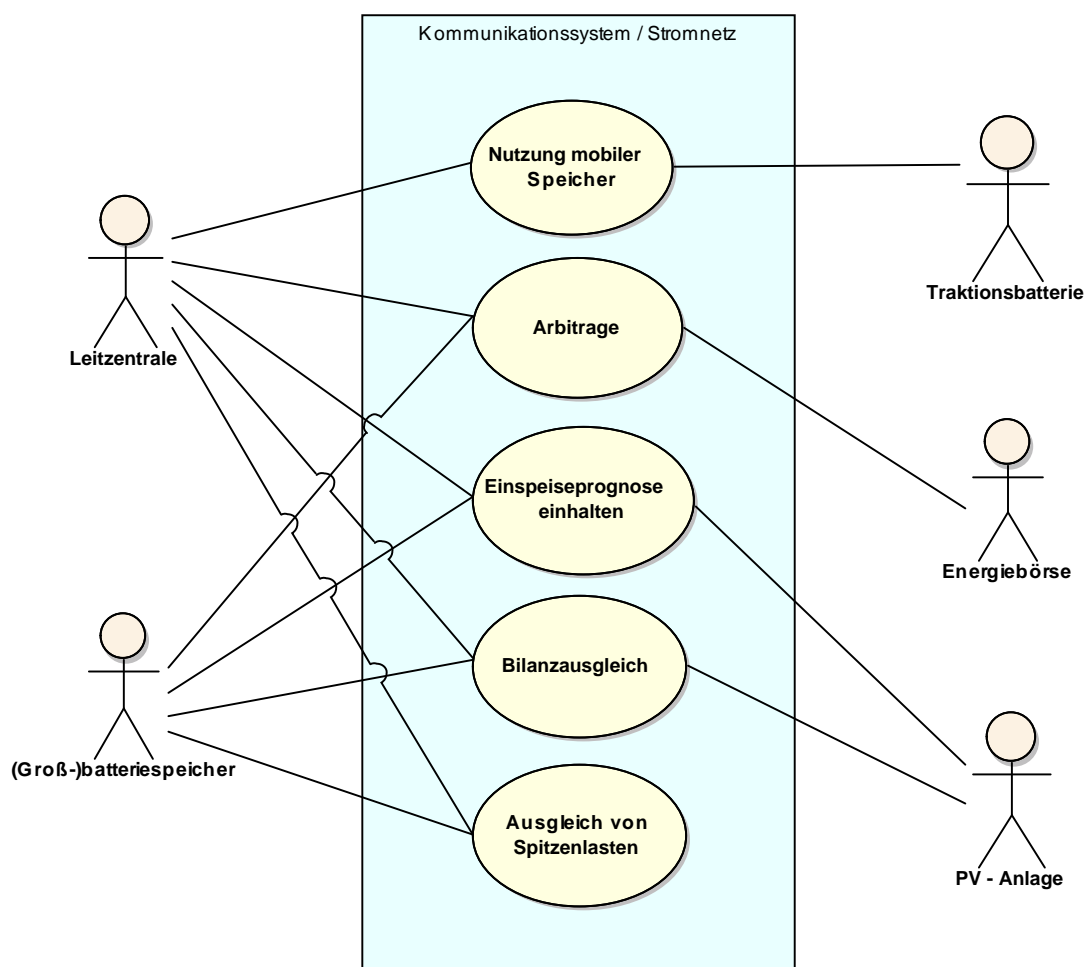 Kommunikationssystem / Stromnetz
Nutzung mobiler
Speicher
Traktionsbatterie
Leitzentrale
Arbitrage
Einspeiseprognose
einhalten
Energiebörse
Bilanzausgleich
(Groß-)batteriespeicher
Ausgleich von
Spitzenlasten
PV - Anlage